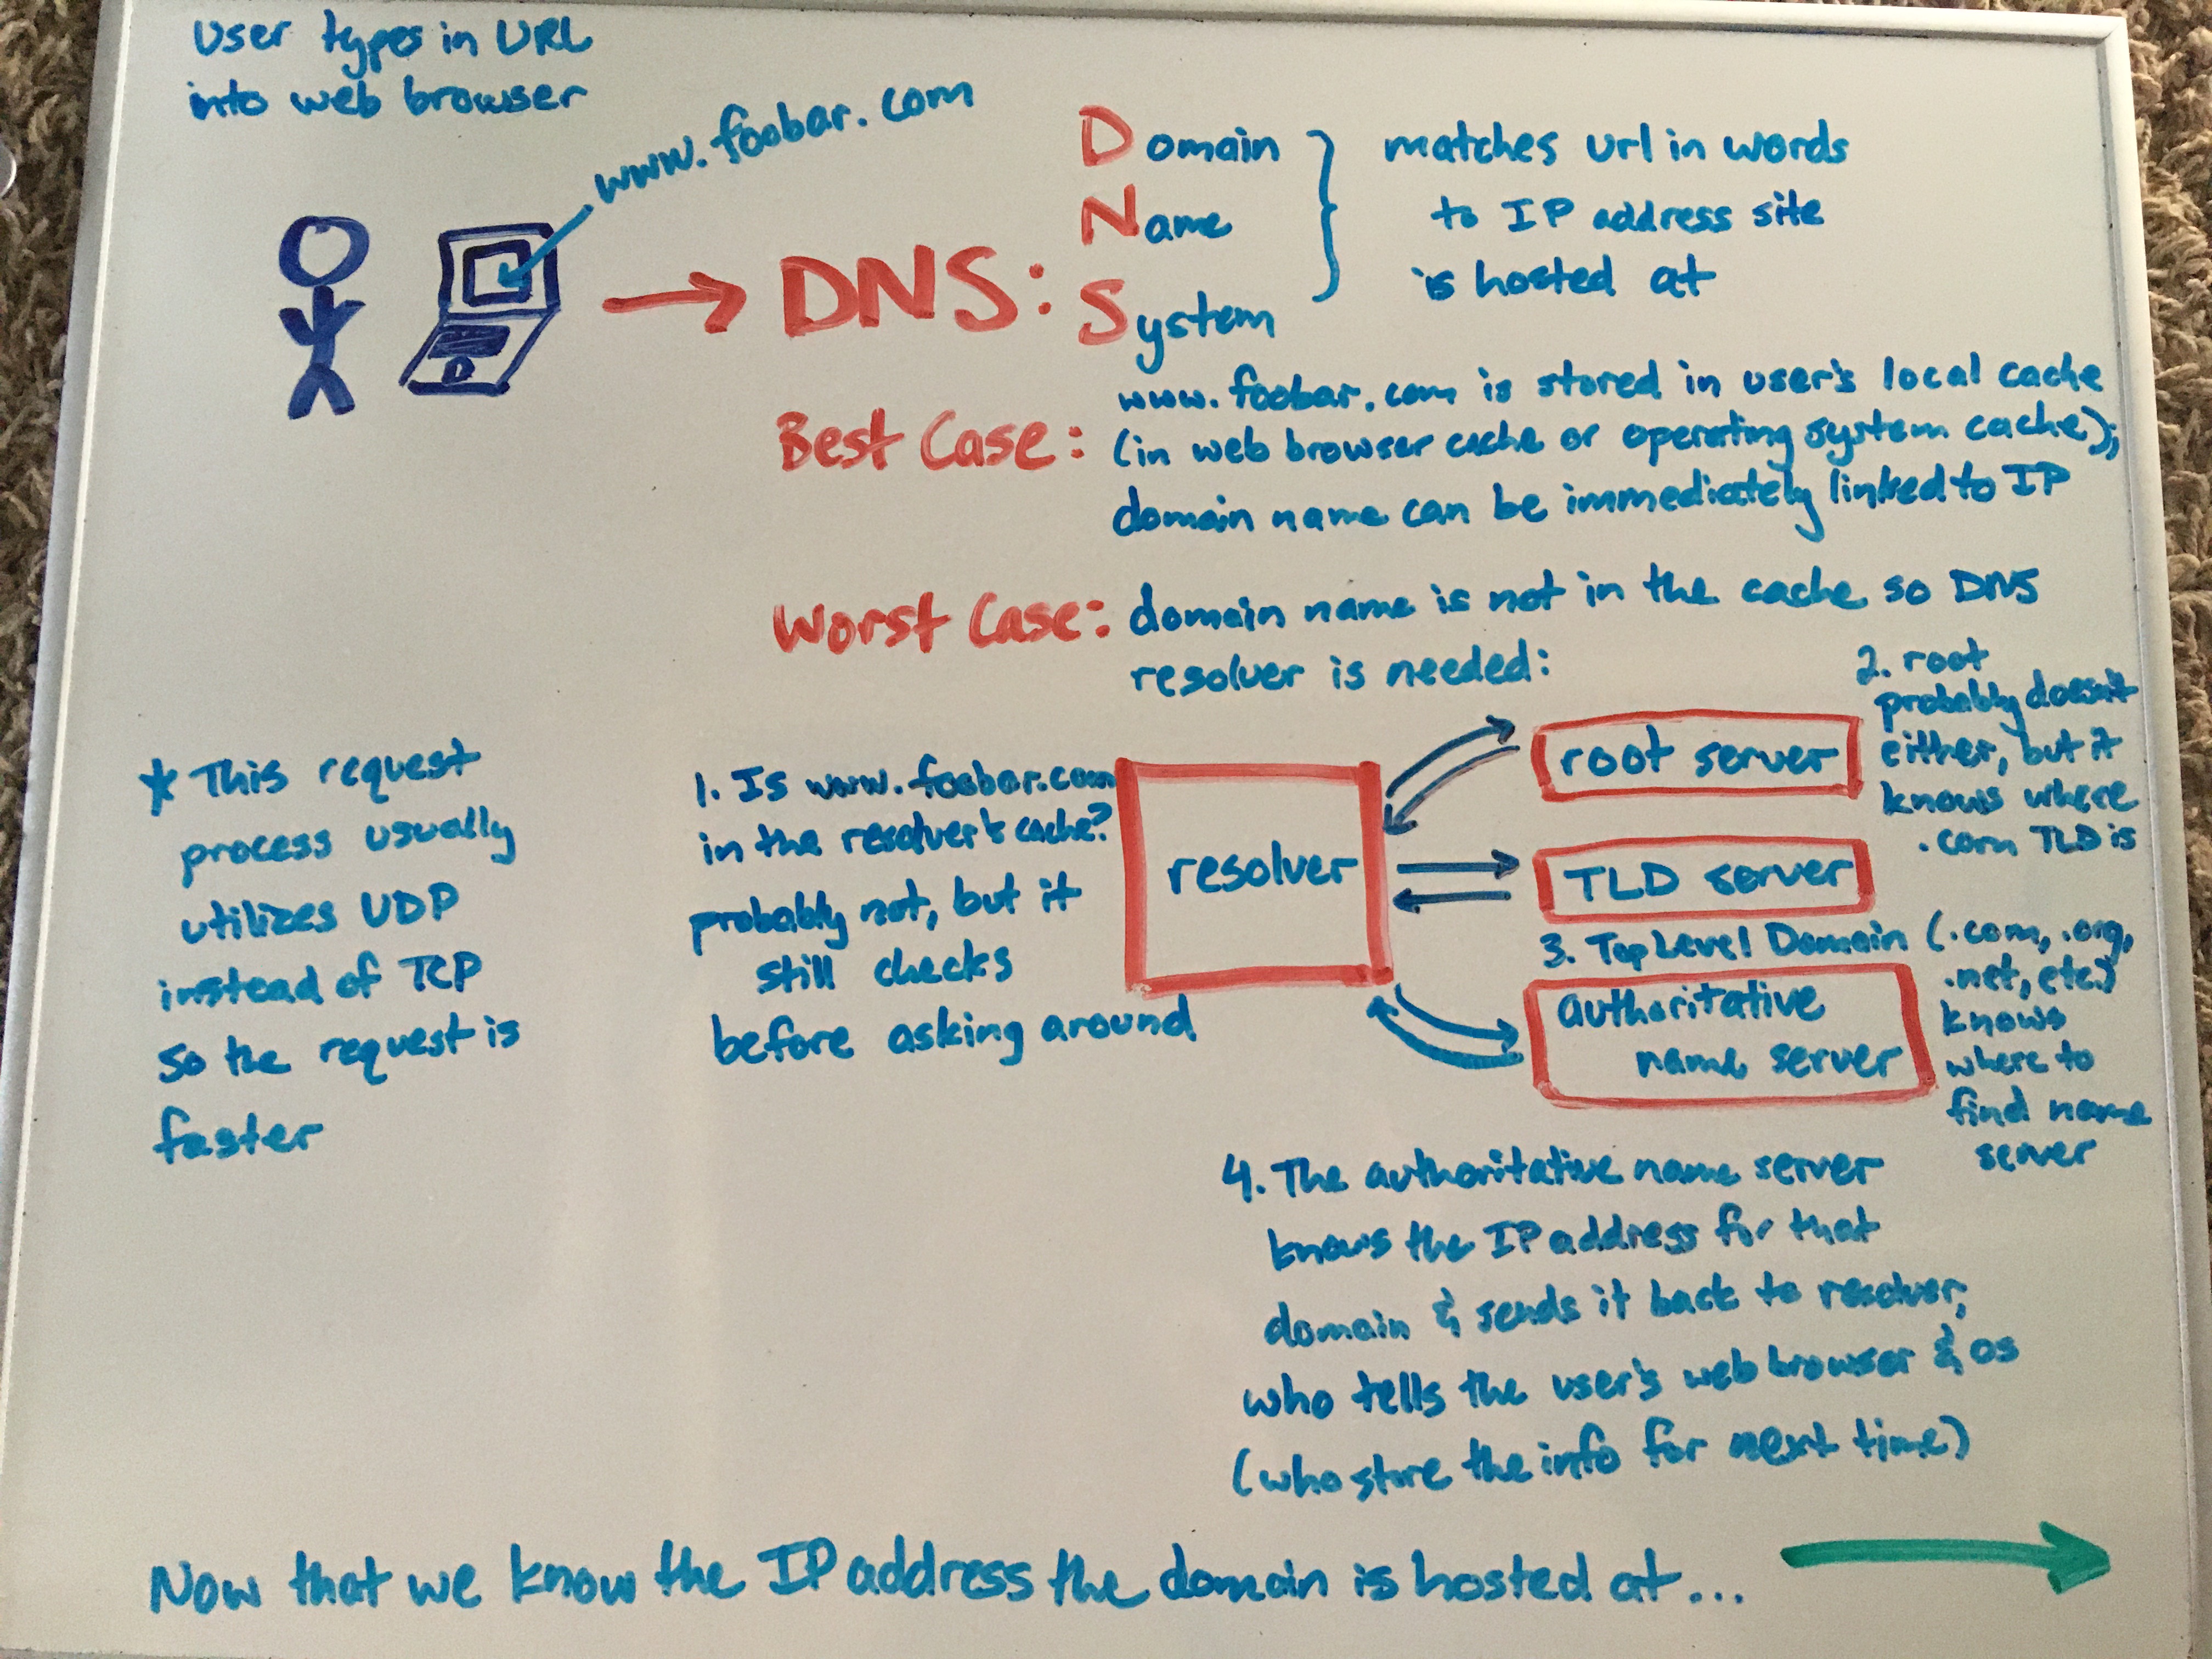 User types in URL
into web browser
www.foobar.com
DNS:
Domain
Name
System
matches url in words
to IP address site
is hosted at
Best Case:
www.foobar.com is stored in user's local cache
(in web browser cache or operating system cache);
domain name can be immediately linked to IP
Worst Case:
domain name is not in the cache so DNS
resolver is needed:
* This request
process usually
utilizes UDP
instead of TCP
so the request is
faster
1. Is www.foobar.com
in the resolver's cache?
probably not, but it
still checks
before asking around
resolver
root server
2. root
probably doesn't
either, but it
knows where
.com TLD is
TLD server
3. Top Level Domain (.com, .org,
.net, etc.)
knows
where to
find name
server
authoritative
name server
4. The authoritative name server
knows the IP address for that
domain & sends it back to resolver,
who tells the user's web browser & OS
(who store the info for next time)
Now that we know the IP address the domain is hosted at...